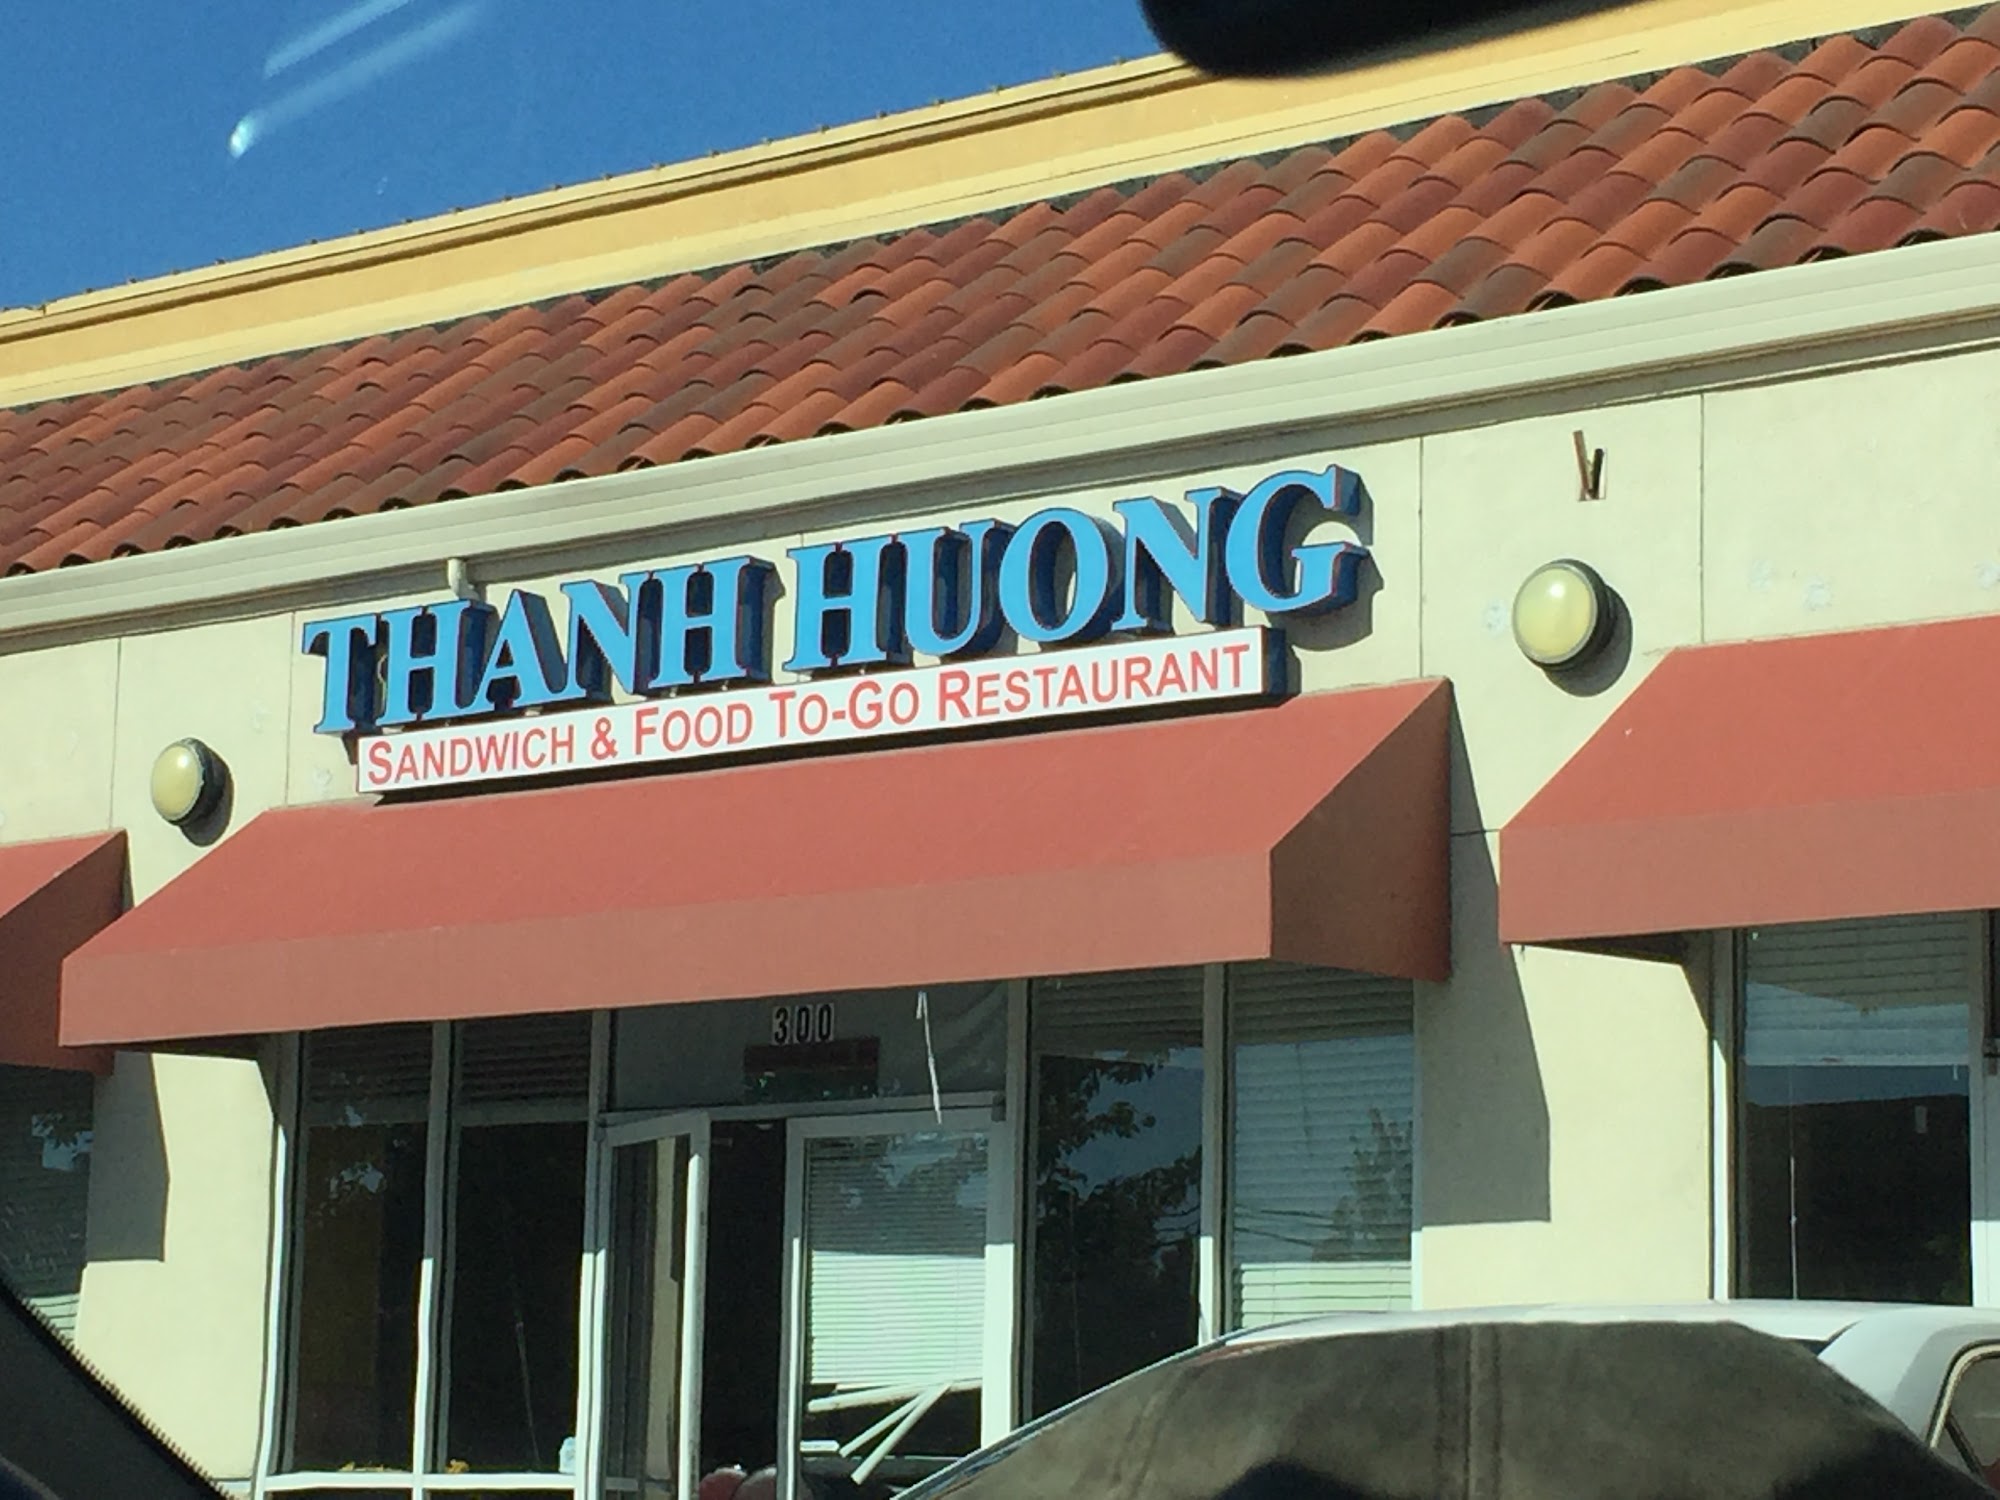 THANH HUONG
SANDWICH & FOOD TO-GO RESTAURANT
300